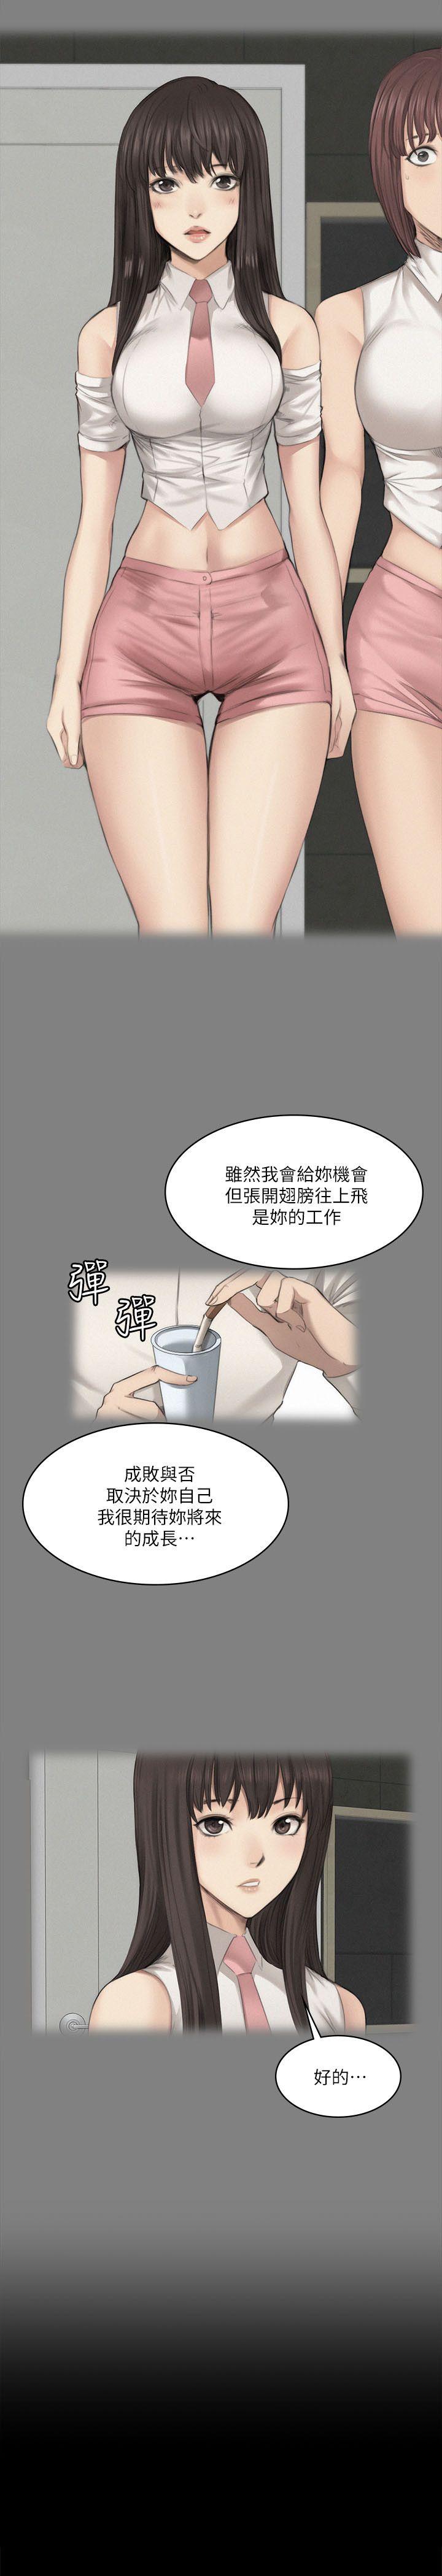 雖然我會給妳機會
但張開翅膀往上飛
是妳的工作
彈
彈
成敗與否
取決於妳自己
我很期待妳將來
的成長⋯
好的⋯